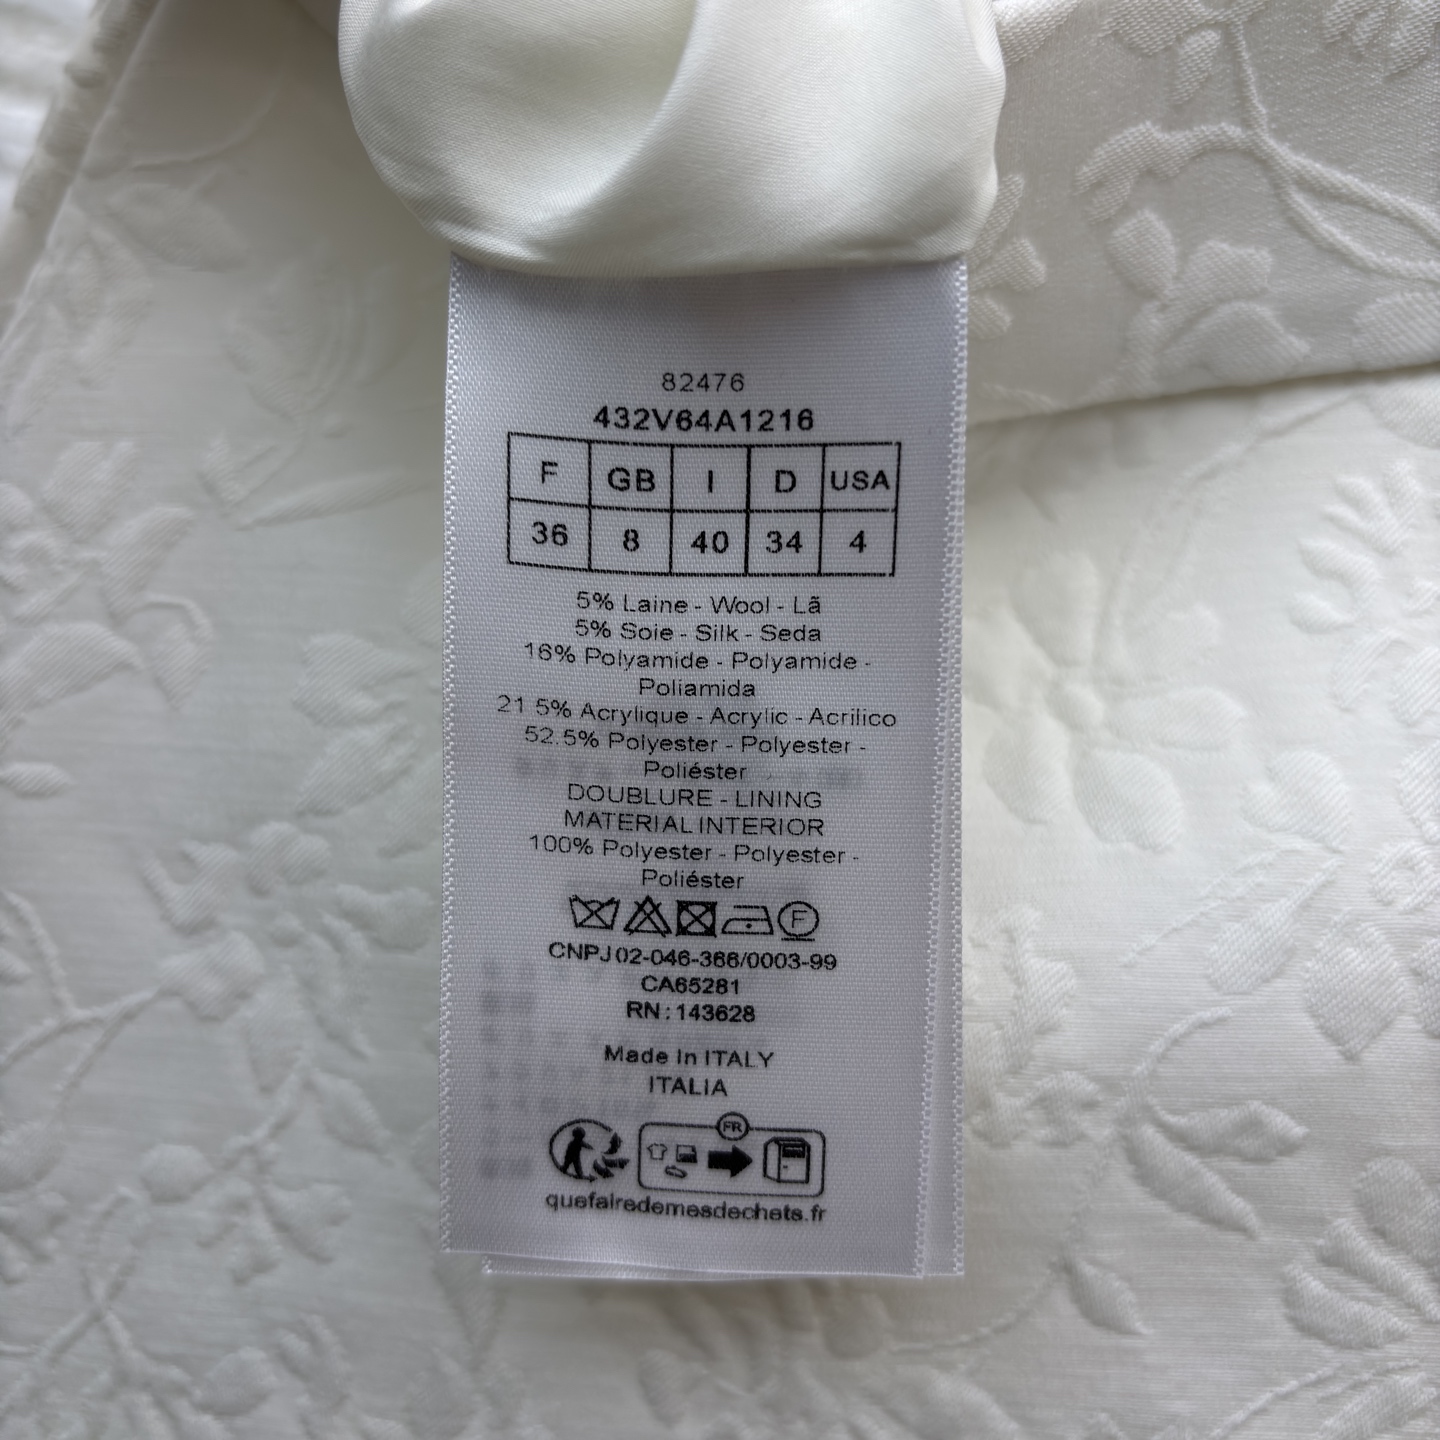 82476
432V64A1216
F GB I D USA
36 8 40 34 4
5% Laine - Wool - Lã
5% Soie - Silk - Seda
16% Polyamide - Polyamide -
Poliamida
21 5% Acrylique - Acrylic - Acrilico
52.5% Polyester - Polyester -
Poliéster
DOUBLURE - LINING
MATERIAL INTERIOR
100% Polyester - Polyester -
Poliéster
F
CNPJ 02-046-366/0003-99
CA65281
RN : 143628
Made In ITALY
ITALIA
FR
quefairedemesdechets.fr